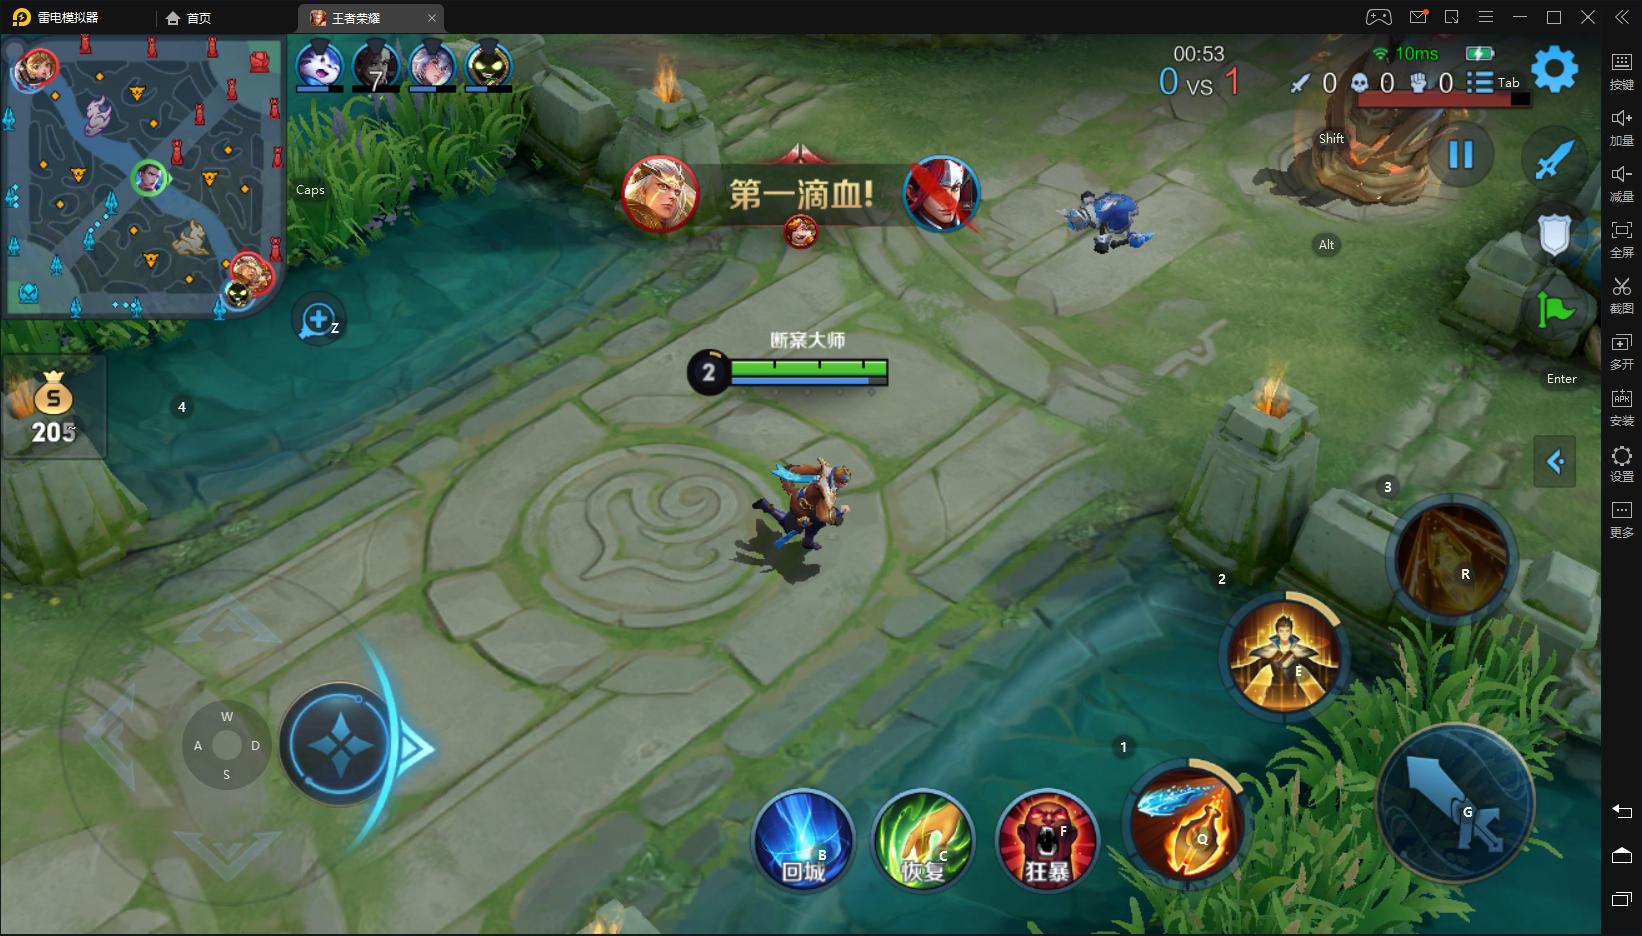 雷电模拟器
首页
王者荣耀
7
00:53
0 VS 1
10ms
0
0
0
Tab
按键
加量
减量
全屏
截图
多开
安装
设置
更多
APK
Shift
Caps
Alt
第一滴血!
Z
断案大师
2
S
205
4
Enter
3
R
2
E
W
A
D
S
1
G
B
回城
C
恢复
F
狂暴
Q